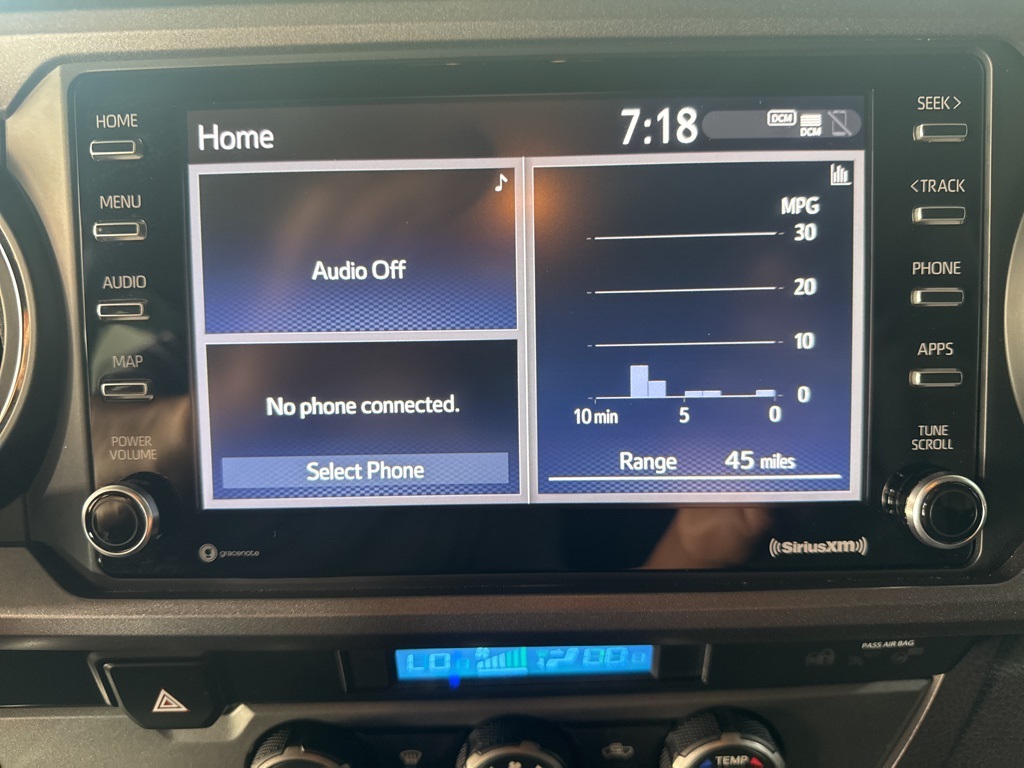 HOME
MENU
AUDIO
MAP
POWER
VOLUME
Home
7:18
DCM
DCM
Audio Off
No phone connected.
Select Phone
MPG
30
20
10
0
10 min 5 0
Range 45 miles
SEEK >
< TRACK
PHONE
APPS
TUNE
SCROLL
gracenote
((SiriusXM))
LO
PASS AIR BAG
TEMP